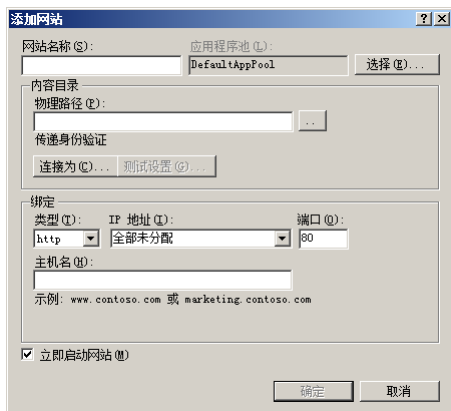 添加网站
网站名称(S):
应用程序池(L):
DefaultAppPool
选择(E)...
内容目录
物理路径(P):
..
传递身份验证
连接为(C)...
测试设置(G)...
绑定
类型(T):
IP 地址(I):
端口(O):
http
全部未分配
80
主机名(H):
示例: www.contoso.com 或 marketing.contoso.com
立即启动网站(M)
确定
取消